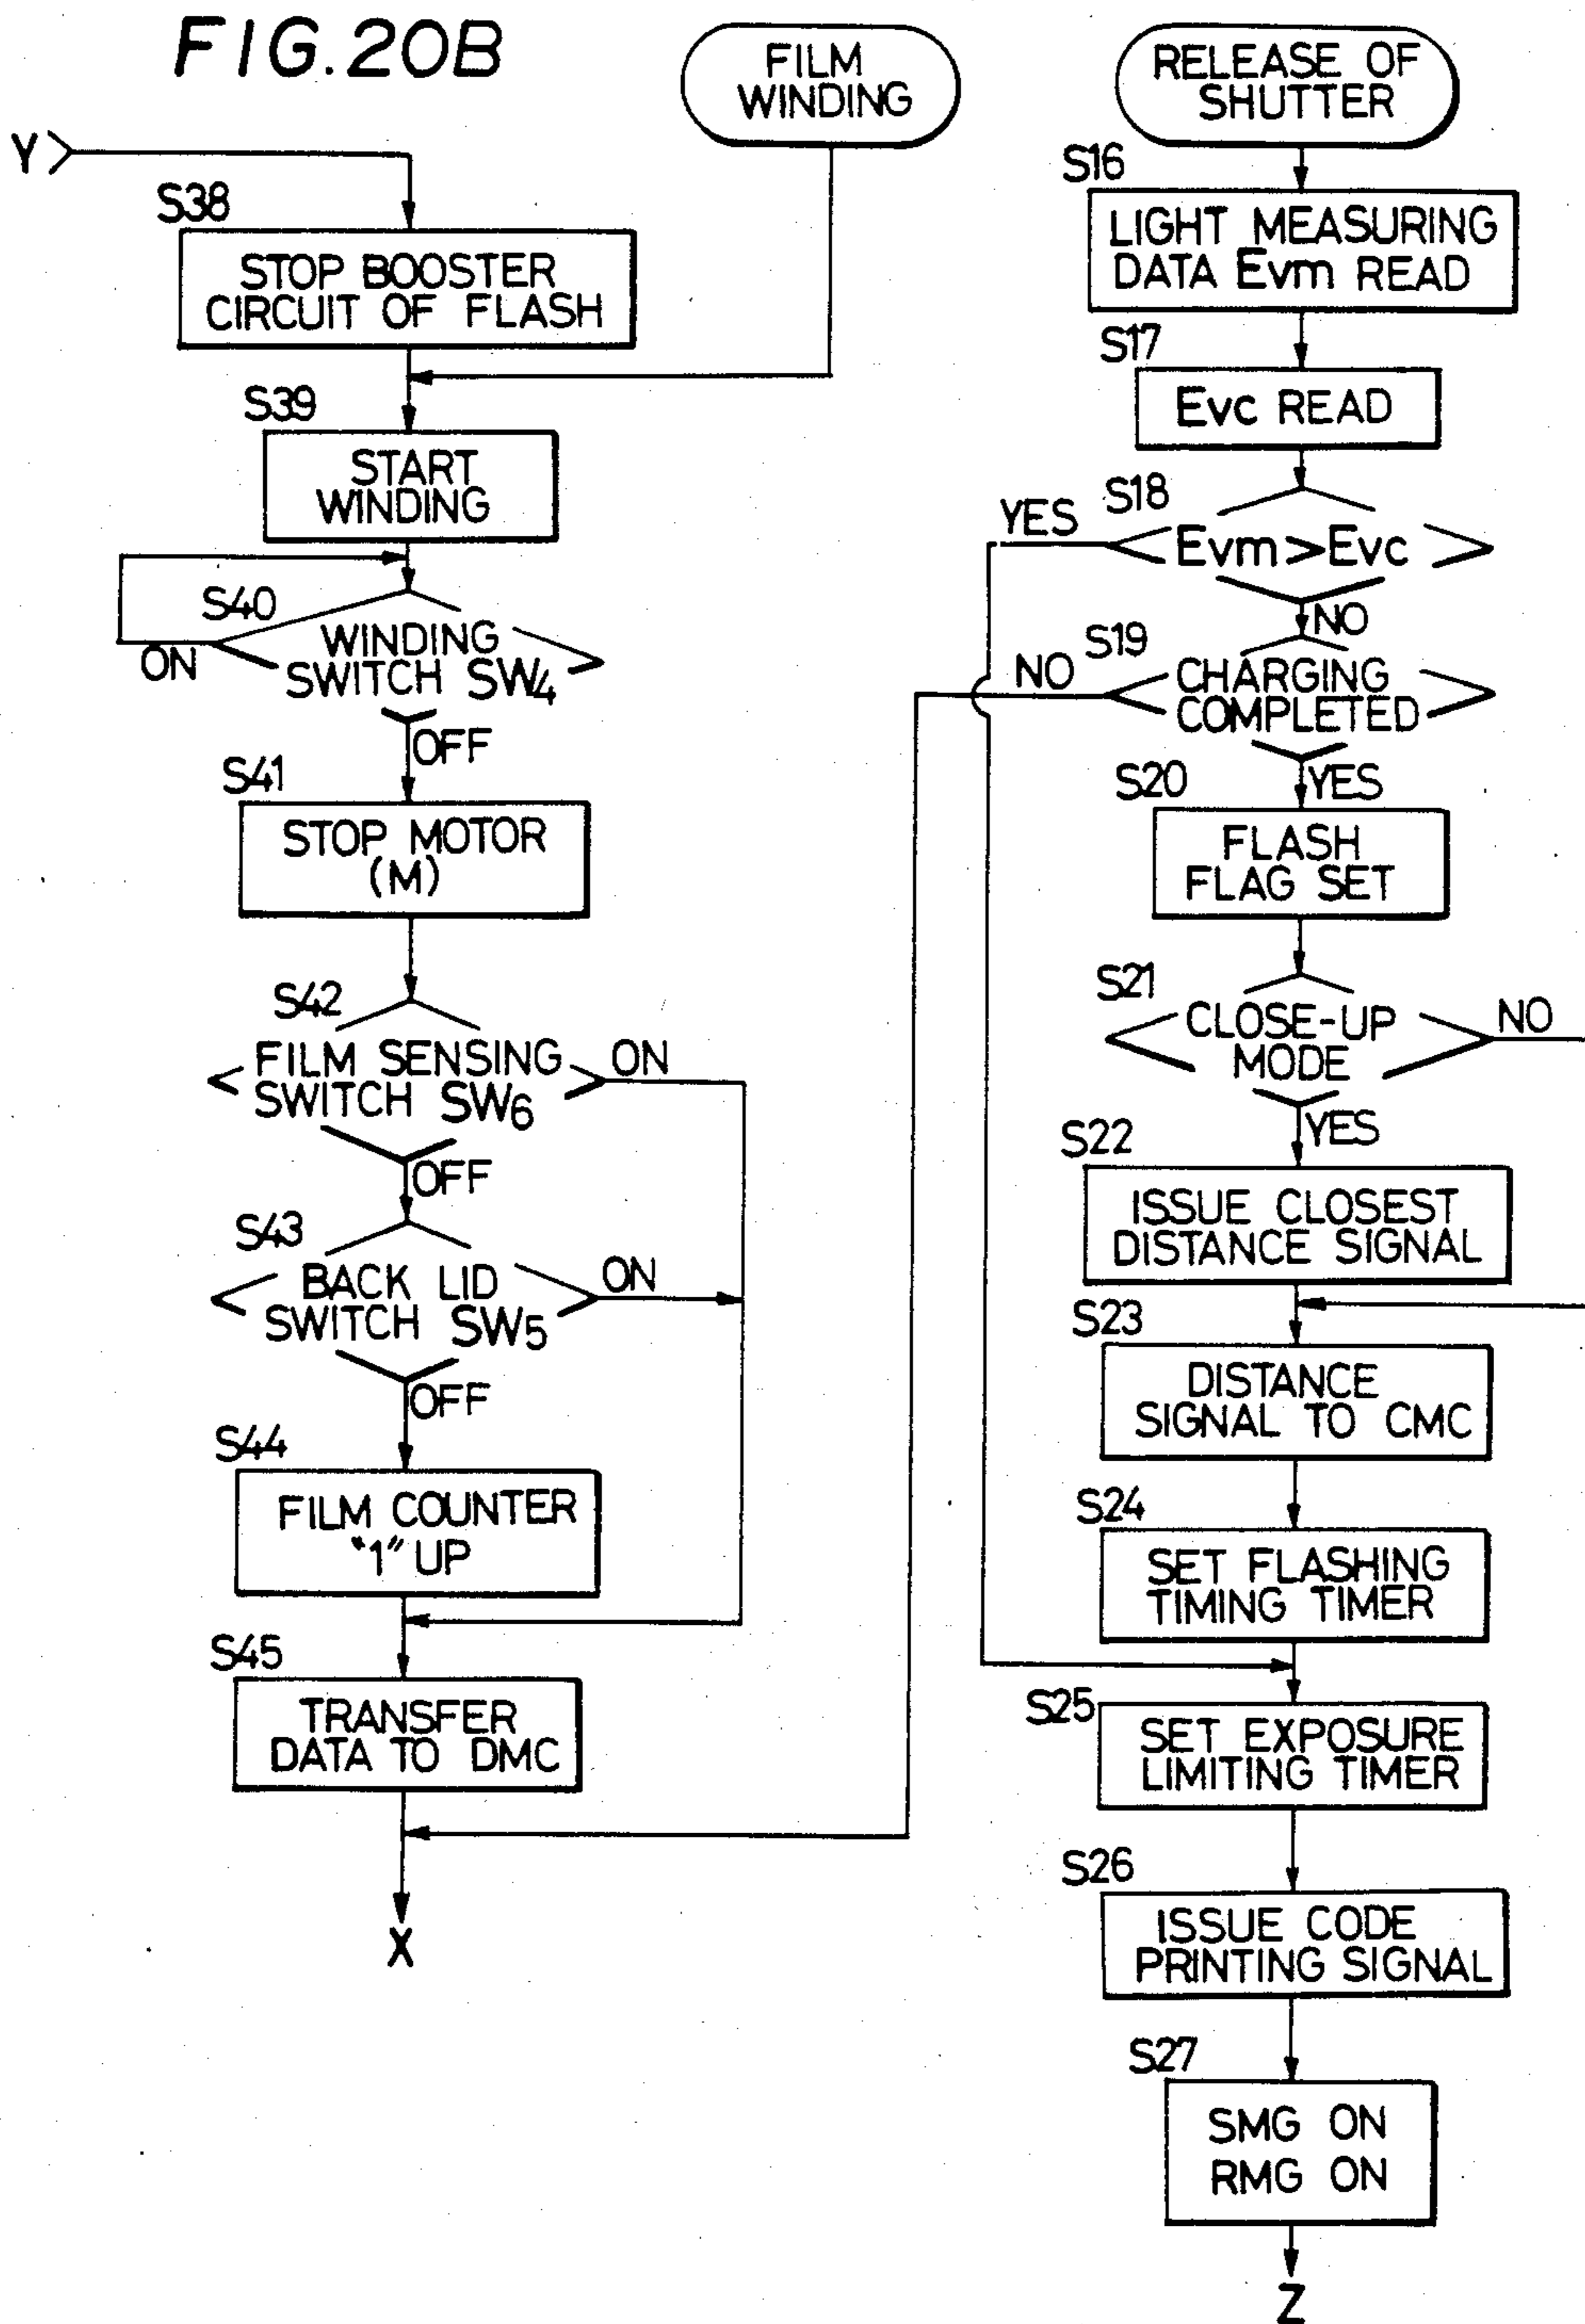 FIG.20B
Y
S38
STOP BOOSTER
CIRCUIT OF FLASH
FILM
WINDING
S39
START
WINDING
S40
WINDING
SWITCH SW4
ON
OFF
S41
STOP MOTOR
(M)
S42
FILM SENSING
SWITCH SW6
ON
OFF
S43
BACK LID
SWITCH SW5
ON
OFF
S44
FILM COUNTER
"1" UP
S45
TRANSFER
DATA TO DMC
X
RELEASE OF
SHUTTER
S16
LIGHT MEASURING
DATA Evm READ
S17
Evc READ
S18
YES
Evm>Evc
NO
S19
NO
CHARGING
COMPLETED
YES
S20
FLASH
FLAG SET
S21
CLOSE-UP
MODE
NO
YES
S22
ISSUE CLOSEST
DISTANCE SIGNAL
S23
DISTANCE
SIGNAL TO CMC
S24
SET FLASHING
TIMING TIMER
S25
SET EXPOSURE
LIMITING TIMER
S26
ISSUE CODE
PRINTING SIGNAL
S27
SMG ON
RMG ON
Z